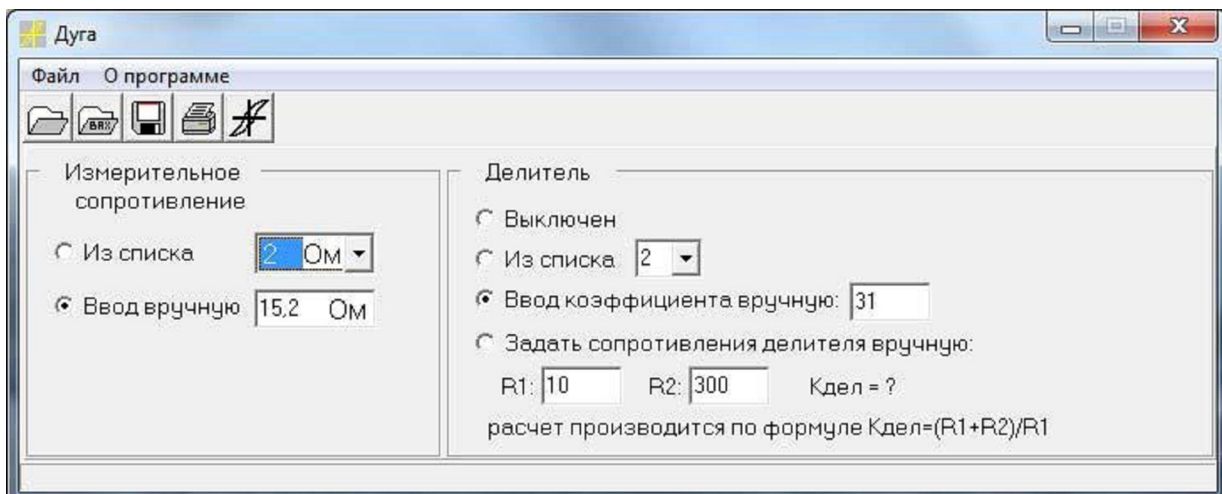 Дуга
Файл О программе
ВАХ
Измерительное
сопротивление
Из списка 2 Ом
Ввод вручную 15,2 Ом
Делитель
Выключен
Из списка 2
Ввод коэффициента вручную: 31
Задать сопротивления делителя вручную:
R1: 10 R2: 300 Кдел = ?
расчет производится по формуле Кдел=(R1+R2)/R1